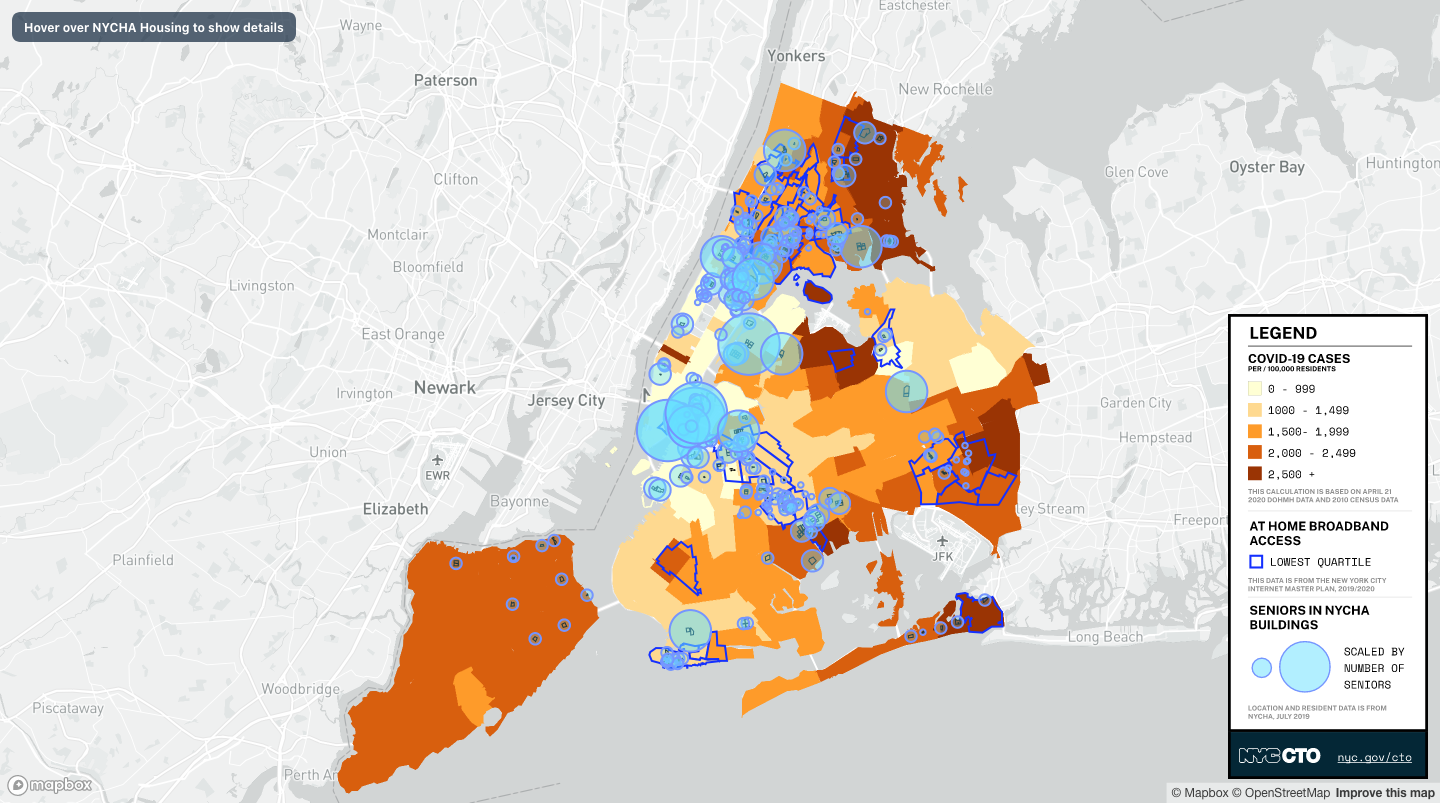 Hover over NYCHA Housing to show details
Eastchester
Wayne
Yonkers
Paterson
New Rochelle
Glen Cove
Oyster Bay
Huntington
Clifton
Montclair
Bloomfield
Livingston
East Orange
Irvington
Newark
Jersey City
Garden City
Hempstead
Union
EWR
Bayonne
Elizabeth
ley Stream
Freeport
Plainfield
JFK
Long Beach
Woodbridge
Piscataway
Perth Am
LEGEND
COVID-19 CASES
PER / 100,000 RESIDENTS
0 - 999
1000 - 1,499
1,500- 1,999
2,000 - 2,499
2,500 +
THIS CALCULATION IS BASED ON APRIL 21
2020 DOHMH DATA AND 2010 CENSUS DATA
AT HOME BROADBAND
ACCESS
LOWEST QUARTILE
THIS DATA IS FROM THE NEW YORK CITY
INTERNET MASTER PLAN, 2019/2020
SENIORS IN NYCHA
BUILDINGS
SCALED BY
NUMBER OF
SENIORS
LOCATION AND RESIDENT DATA IS FROM
NYCHA, JULY 2019
NYC CTO
nyc.gov/cto
mapbox
© Mapbox © OpenStreetMap Improve this map